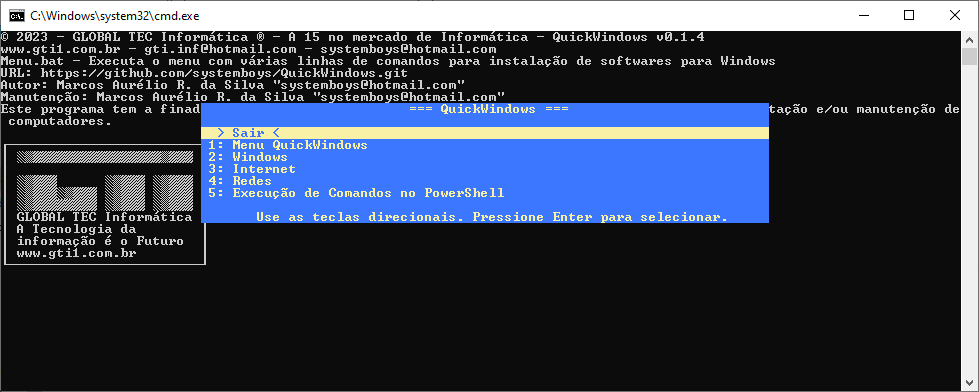 C:\Windows\system32\cmd.exe
© 2023 - GLOBAL TEC Informática ® - A 15 no mercado de Informática - QuickWindows v0.1.4
www.gti1.com.br - gti.inf@hotmail.com - systemboys@hotmail.com
Menu.bat - Executa o menu com várias linhas de comandos para instalação de softwares para Windows
URL: https://github.com/systemboys/QuickWindows.git
Autor: Marcos Aurélio R. da Silva "systemboys@hotmail.com"
Manutenção: Marcos Aurélio R. da Silva "systemboys@hotmail.com"
Este programa tem a finad tação e/ou manutenção de
computadores.
=== QuickWindows ===
> Sair <
1: Menu QuickWindows
2: Windows
3: Internet
4: Redes
5: Execução de Comandos no PowerShell
Use as teclas direcionais. Pressione Enter para selecionar.
GLOBAL TEC Informática
A Tecnologia da
informação é o Futuro
www.gti1.com.br